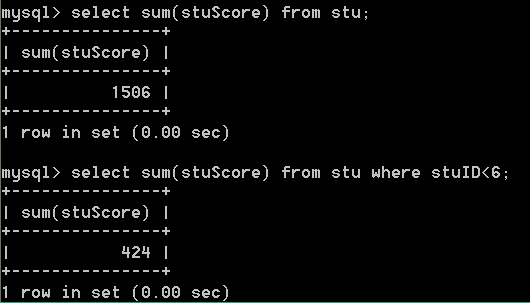 mysql> select sum(stuScore) from stu;
+---------------+
| sum(stuScore) |
+---------------+
|          1506 |
+---------------+
1 row in set (0.00 sec)
mysql> select sum(stuScore) from stu where stuID<6;
+---------------+
| sum(stuScore) |
+---------------+
|           424 |
+---------------+
1 row in set (0.00 sec)